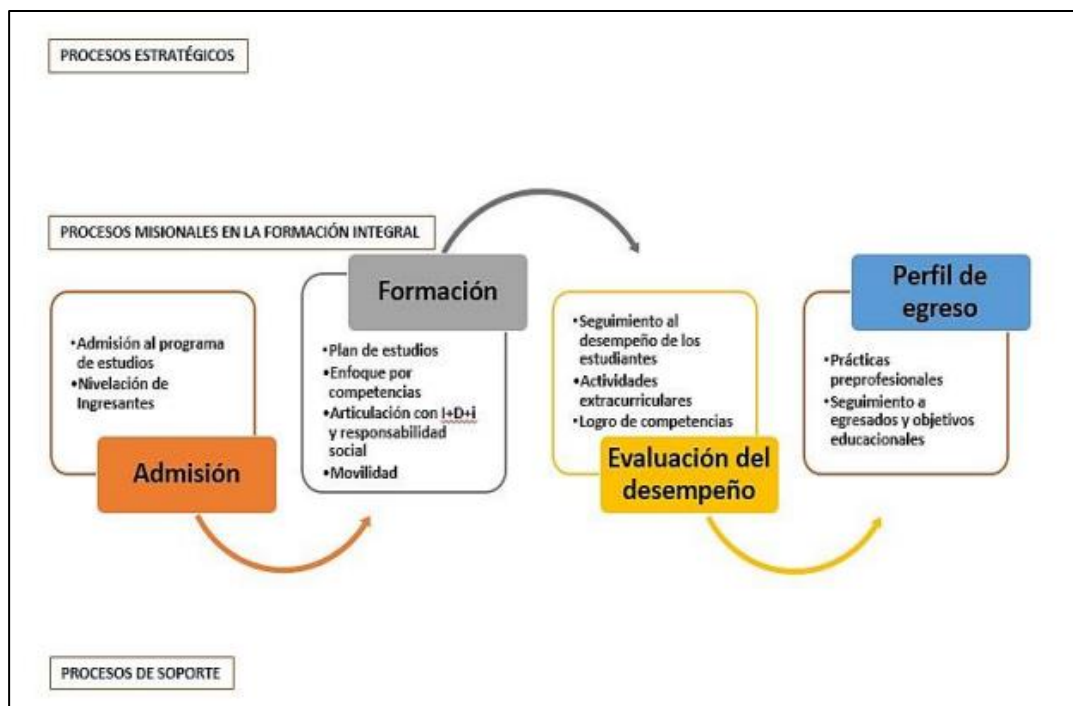 PROCESOS ESTRATÉGICOS
PROCESOS MISIONALES EN LA FORMACIÓN INTEGRAL
•Admisión al programa
de estudios
•Nivelación de
Ingresantes
Admisión
Formación
•Plan de estudios
•Enfoque por
competencias
•Articulación con I+D+i
y responsabilidad
social
•Movilidad
•Seguimiento al
desempeño de los
estudiantes
•Actividades
extracurriculares
•Logro de competencias
Evaluación del
desempeño
Perfil de
egreso
•Prácticas
preprofesionales
•Seguimiento a
egresados y objetivos
educacionales
PROCESOS DE SOPORTE